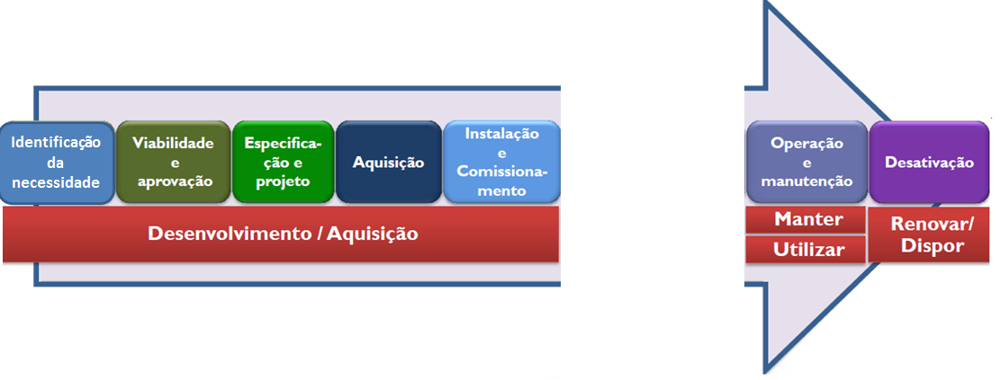 Identificação
da
necessidade
Viabilidade
e
aprovação
Especifica-
ção e
projeto
Aquisição
Instalação
e
Comissiona-
mento
Operação
e
manutenção
Desativação
Desenvolvimento / Aquisição
Manter
Utilizar
Renovar/
Dispor